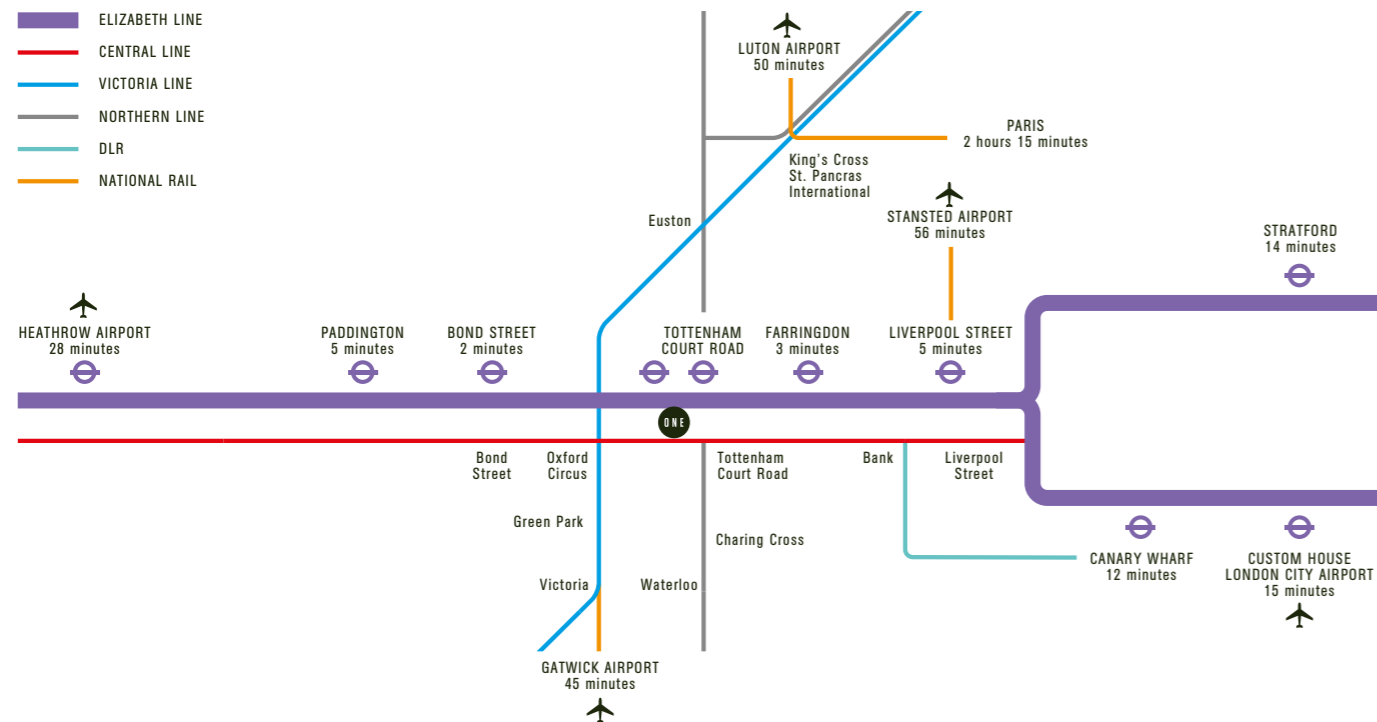 ELIZABETH LINE
CENTRAL LINE
VICTORIA LINE
NORTHERN LINE
DLR
NATIONAL RAIL
LUTON AIRPORT
50 minutes
PARIS
2 hours 15 minutes
King's Cross
St. Pancras
International
Euston
STANSTED AIRPORT
56 minutes
STRATFORD
14 minutes
HEATHROW AIRPORT
28 minutes
PADDINGTON
5 minutes
BOND STREET
2 minutes
TOTTENHAM
COURT ROAD
FARRINGDON
3 minutes
LIVERPOOL STREET
5 minutes
ONE
Bond
Street
Oxford
Circus
Tottenham
Court Road
Bank
Liverpool
Street
Green Park
Charing Cross
Victoria
Waterloo
CANARY WHARF
12 minutes
CUSTOM HOUSE
LONDON CITY AIRPORT
15 minutes
GATWICK AIRPORT
45 minutes